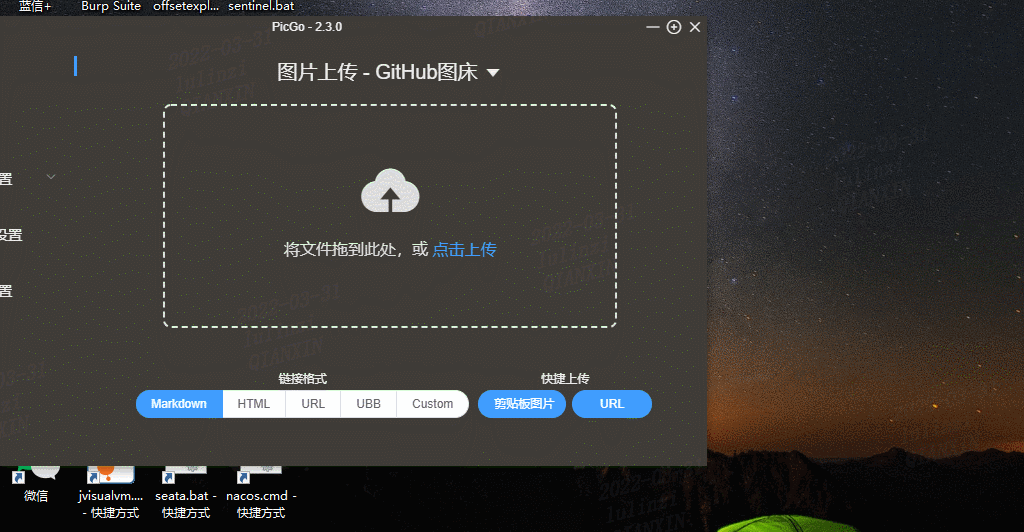 蓝信+ Burp Suite offsetexpl... sentinel.bat
PicGo - 2.3.0
图片上传 - GitHub图床
置
设置
置
将文件拖到此处，或 点击上传
链接格式 快捷上传
Markdown HTML URL UBB Custom 剪贴板图片 URL
微信 jvisualvm.... - 快捷方式 seata.bat - 快捷方式 nacos.cmd - 快捷方式
2022-03-31
lulinzi
QIANXIN